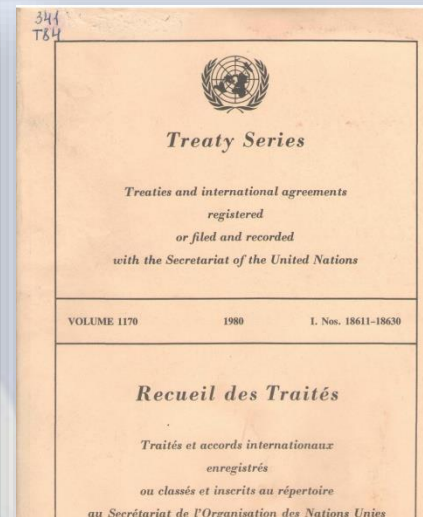 341
T84
Treaty Series
Treaties and international agreements
registered
or filed and recorded
with the Secretariat of the United Nations
VOLUME 1170 1980 I. Nos. 18611-18630
Recueil des Traités
Traités et accords internationaux
enregistrés
ou classés et inscrits au répertoire
au Secrétariat de l'Organisation des Nations Unies